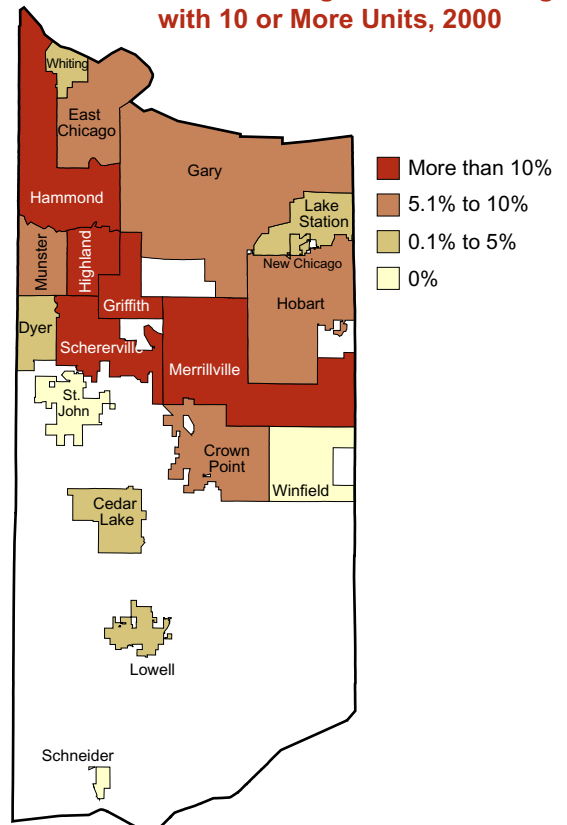 with 10 or More Units, 2000
Whiting
East
Chicago
Gary
More than 10%
5.1% to 10%
0.1% to 5%
0%
Hammond
Lake
Station
New Chicago
Munster
Highland
Griffith
Hobart
Dyer
Schererville
Merrillville
St.
John
Crown
Point
Winfield
Cedar
Lake
Lowell
Schneider